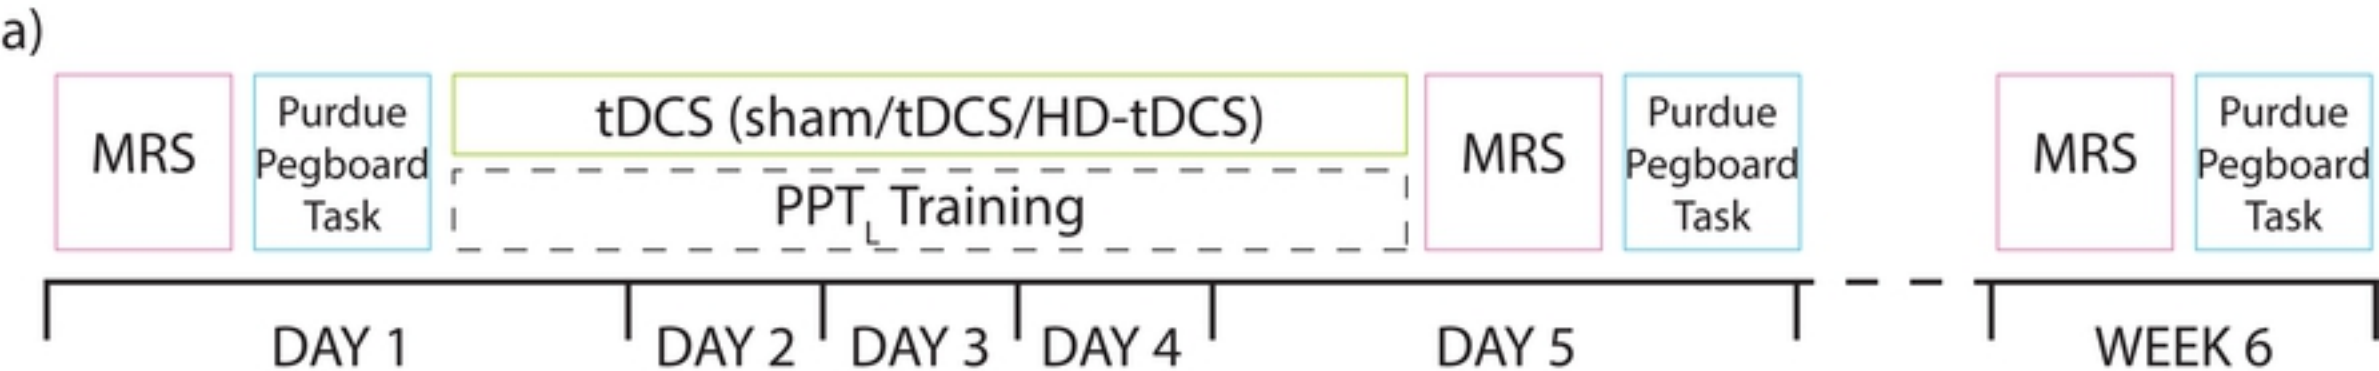 a)
MRS
Purdue
Pegboard
Task
tDCS (sham/tDCS/HD-tDCS)
PPTL Training
MRS
Purdue
Pegboard
Task
MRS
Purdue
Pegboard
Task
DAY 1
DAY 2
DAY 3
DAY 4
DAY 5
WEEK 6